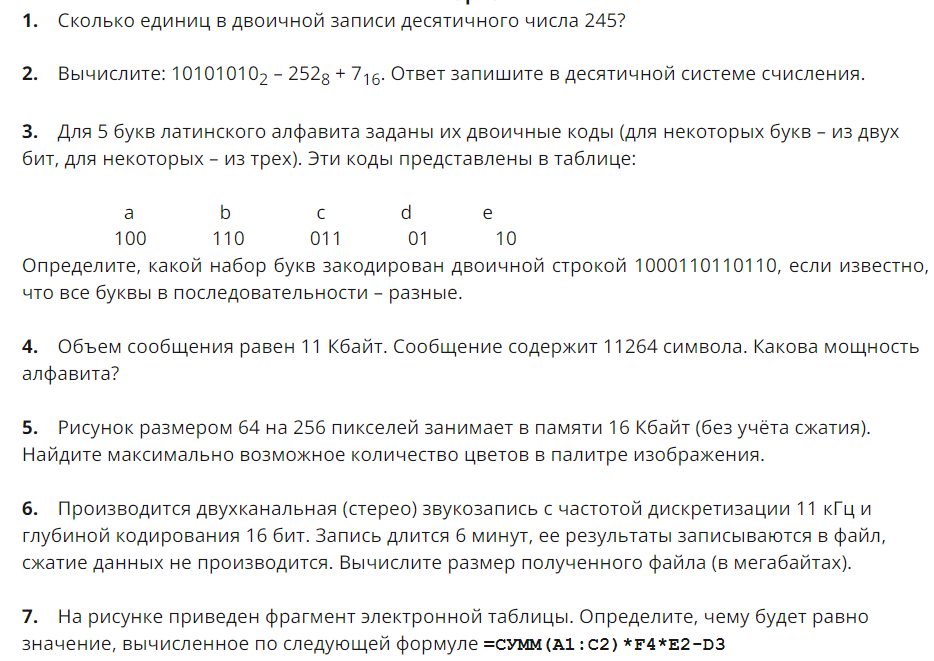 1. Сколько единиц в двоичной записи десятичного числа 245?
2. Вычислите: 10101010₂ – 252₈ + 7₁₆. Ответ запишите в десятичной системе счисления.
3. Для 5 букв латинского алфавита заданы их двоичные коды (для некоторых букв – из двух
бит, для некоторых – из трех). Эти коды представлены в таблице:
a b c d e
100 110 011 01 10
Определите, какой набор букв закодирован двоичной строкой 1000110110110, если известно,
что все буквы в последовательности – разные.
4. Объем сообщения равен 11 Кбайт. Сообщение содержит 11264 символа. Какова мощность
алфавита?
5. Рисунок размером 64 на 256 пикселей занимает в памяти 16 Кбайт (без учёта сжатия).
Найдите максимально возможное количество цветов в палитре изображения.
6. Производится двухканальная (стерео) звукозапись с частотой дискретизации 11 кГц и
глубиной кодирования 16 бит. Запись длится 6 минут, ее результаты записываются в файл,
сжатие данных не производится. Вычислите размер полученного файла (в мегабайтах).
7. На рисунке приведен фрагмент электронной таблицы. Определите, чему будет равно
значение, вычисленное по следующей формуле =СУММ(A1:C2)*F4*E2-D3